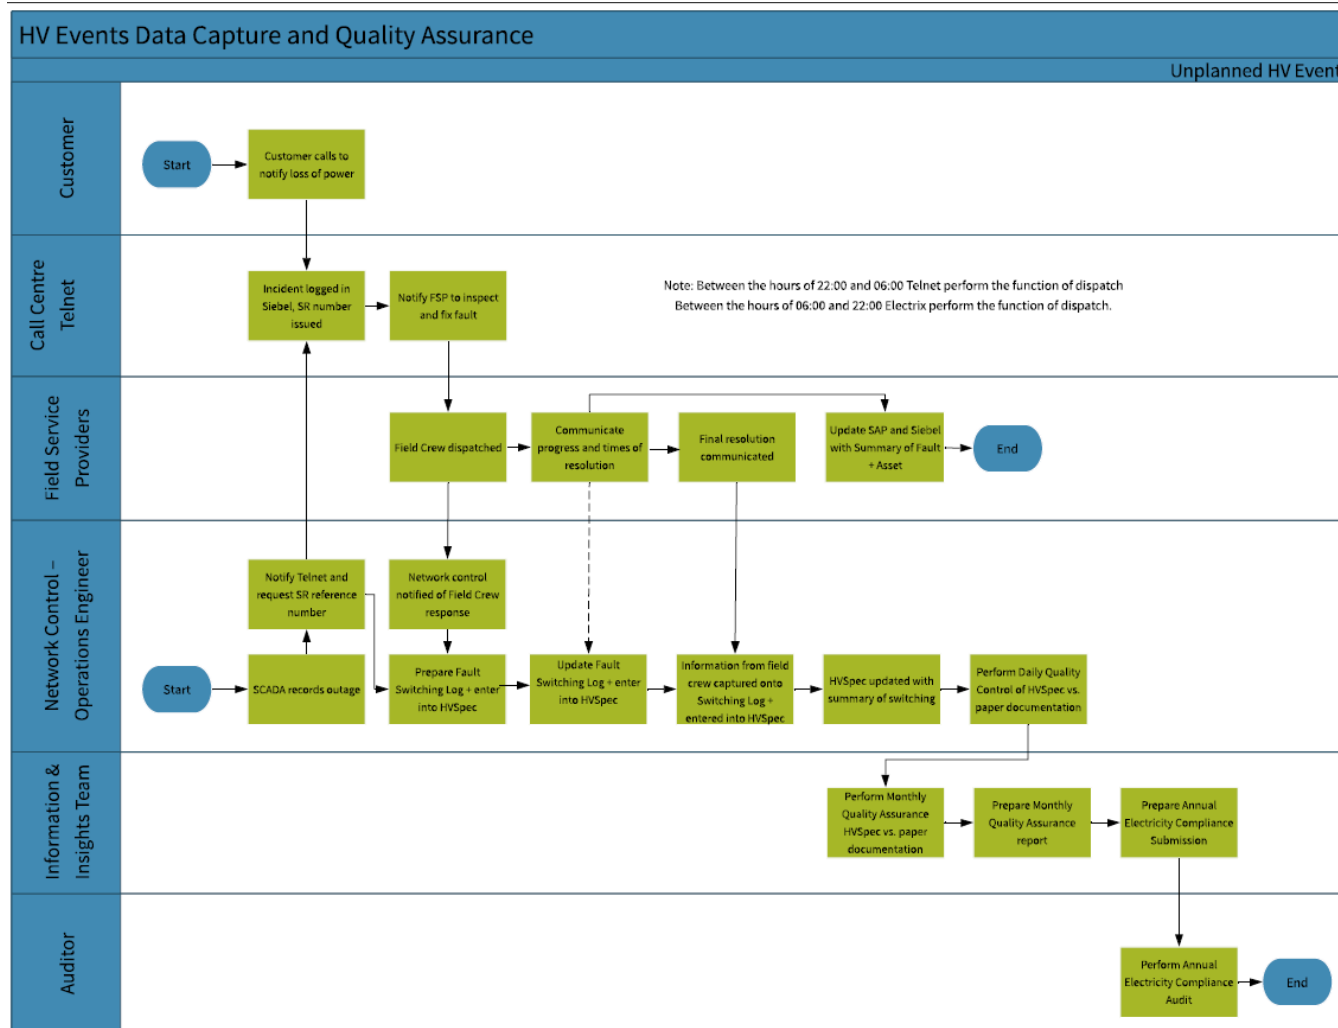 HV Events Data Capture and Quality Assurance
Unplanned HV Event
Customer
Start
Customer calls to
notify loss of power
Call Centre
Telnet
Incident logged in
Siebel, SR number
issued
Notify FSP to inspect
and fix fault
Note: Between the hours of 22:00 and 06:00 Telnet perform the function of dispatch
Between the hours of 06:00 and 22:00 Electrix perform the function of dispatch.
Field Service
Providers
Field Crew dispatched
Communicate
progress and times of
resolution
Final resolution
communicated
Update SAP and Siebel
with Summary of Fault
+ Asset
End
Network Control –
Operations Engineer
Notify Telnet and
request SR reference
number
Network control
notified of Field Crew
response
Start
SCADA records outage
Prepare Fault
Switching Log + enter
into HVSpec
Update Fault
Switching Log + enter
into HVSpec
Information from field
crew captured onto
Switching Log +
entered into HVSpec
HVSpec updated with
summary of switching
Perform Daily Quality
Control of HVSpec vs.
paper documentation
Information &
Insights Team
Perform Monthly
Quality Assurance
HVSpec vs. paper
documentation
Prepare Monthly
Quality Assurance
report
Prepare Annual
Electricity Compliance
Submission
Auditor
Perform Annual
Electricity Compliance
Audit
End